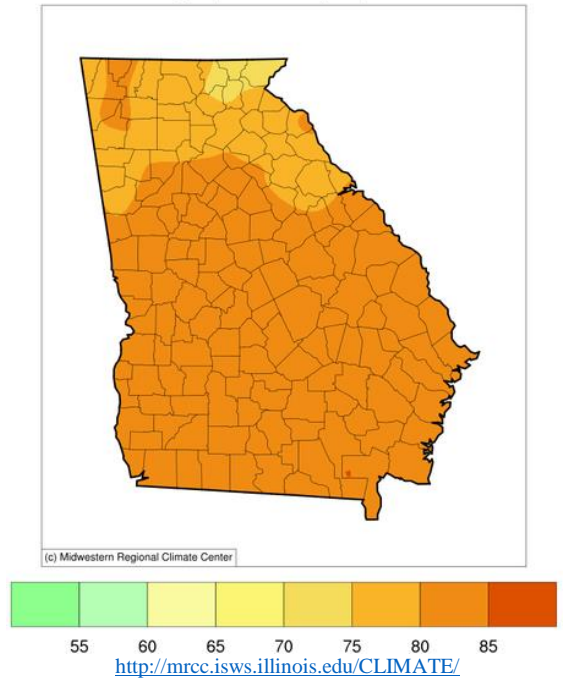 (c) Midwestern Regional Climate Center
55 60 65 70 75 80 85
http://mrcc.isws.illinois.edu/CLIMATE/